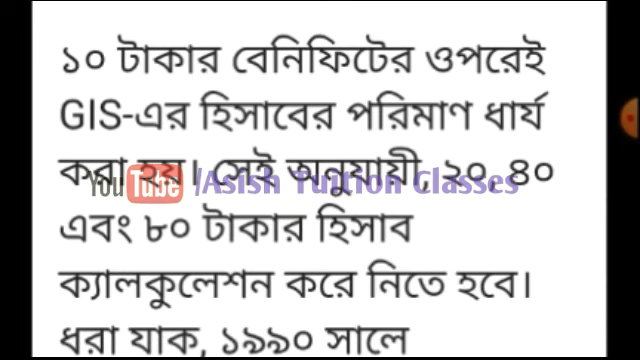 ১০ টাকার বেনিফিটের ওপরেই
GIS-এর হিসাবের পরিমাণ ধার্য
করা হয়। সেই অনুযায়ী, ২০, ৪০
YouTube /Asish Tuition Classes
এবং ৮০ টাকার হিসাব
ক্যালকুলেশন করে নিতে হবে।
ধরা যাক, ১৯৯০ সালে